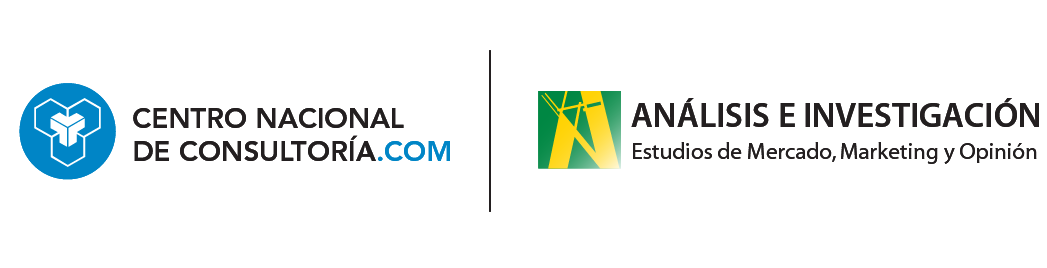 CENTRO NACIONAL
DE CONSULTORÍA.COM
ANÁLISIS E INVESTIGACIÓN
Estudios de Mercado, Marketing y Opinión